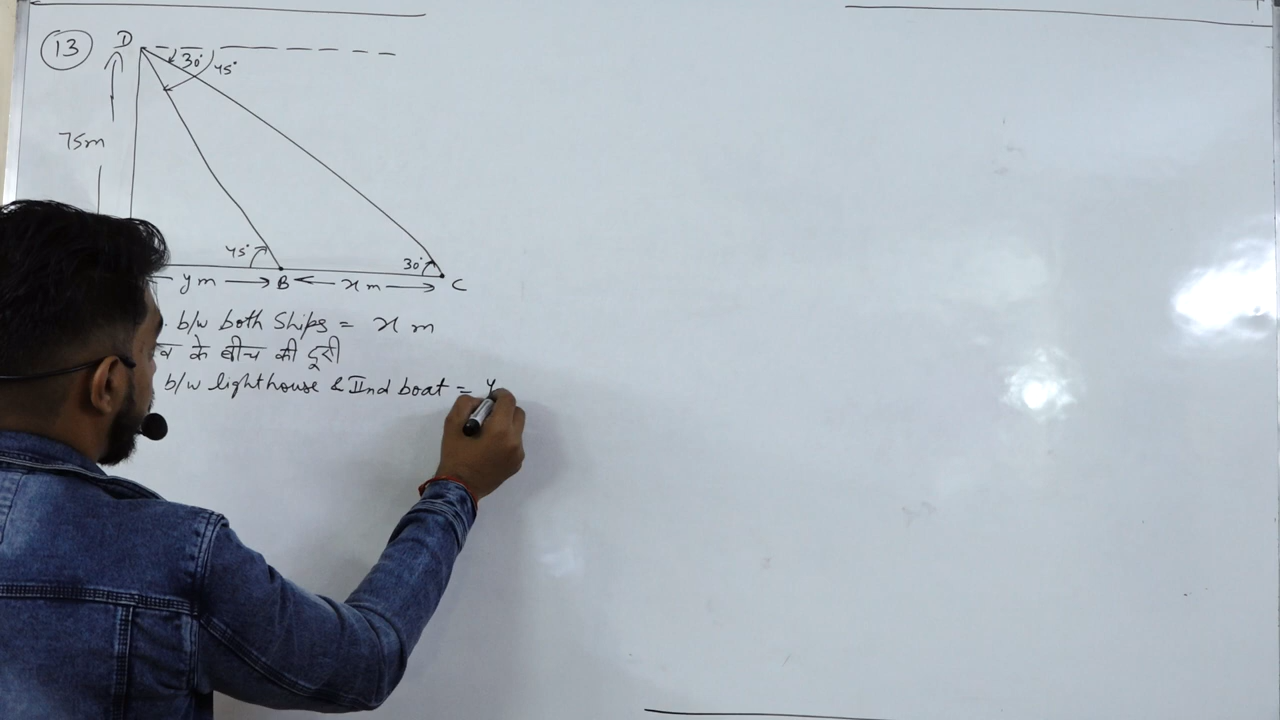 13
D
30°
45°
75m
45°
30°
y m
B
x m
C
b/w both Ships = x m
के बीच की दूरी
b/w lighthouse & IInd boat = y